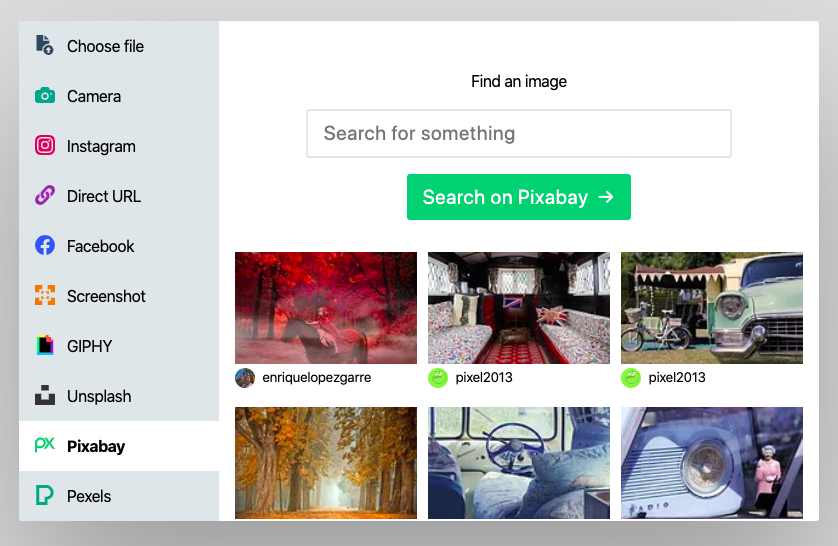 Choose file
Camera
Instagram
Direct URL
Facebook
Screenshot
GIPHY
Unsplash
Pixabay
Pexels
Find an image
Search for something
Search on Pixabay →
enriquelopezgarre
pixel2013
pixel2013
RADIO